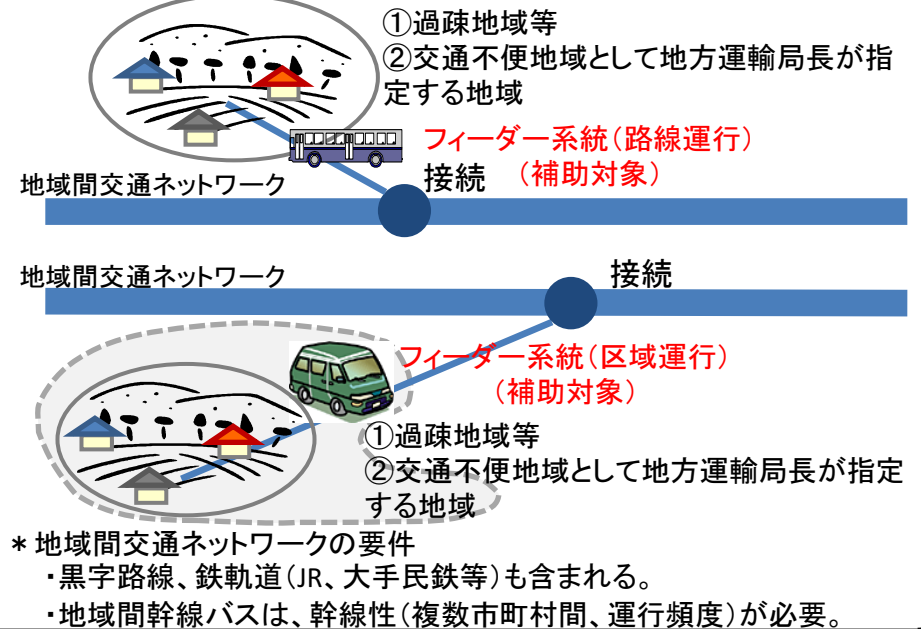 ①過疎地域等
②交通不便地域として地方運輸局長が指
定する地域
フィーダー系統(路線運行)
地域間交通ネットワーク
接続
(補助対象)
地域間交通ネットワーク
接続
フィーダー系統(区域運行)
(補助対象)
①過疎地域等
②交通不便地域として地方運輸局長が指定
する地域
*地域間交通ネットワークの要件
・黒字路線、鉄軌道(JR、大手民鉄等)も含まれる。
・地域間幹線バスは、幹線性(複数市町村間、運行頻度)が必要。